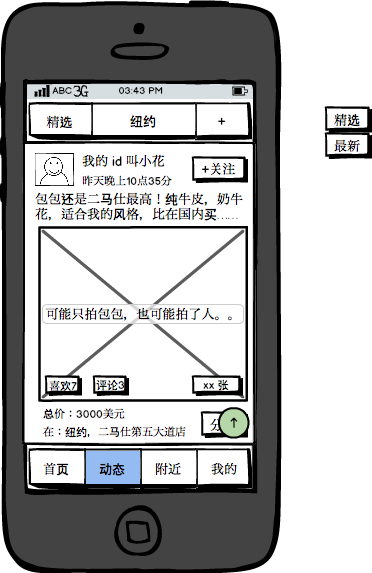 ABC 3G 03:43 PM
精选 纽约 +
精选
最新
我的 id 叫小花
昨天晚上10点35分
+关注
包包还是二马仕最高！纯牛皮，奶牛
花，适合我的风格，比在国内买……
可能只拍包包，也可能拍了人。。
喜欢7 评论3 xx 张
总价：3000美元
在：纽约，二马仕第五大道店
分
↑
首页 动态 附近 我的